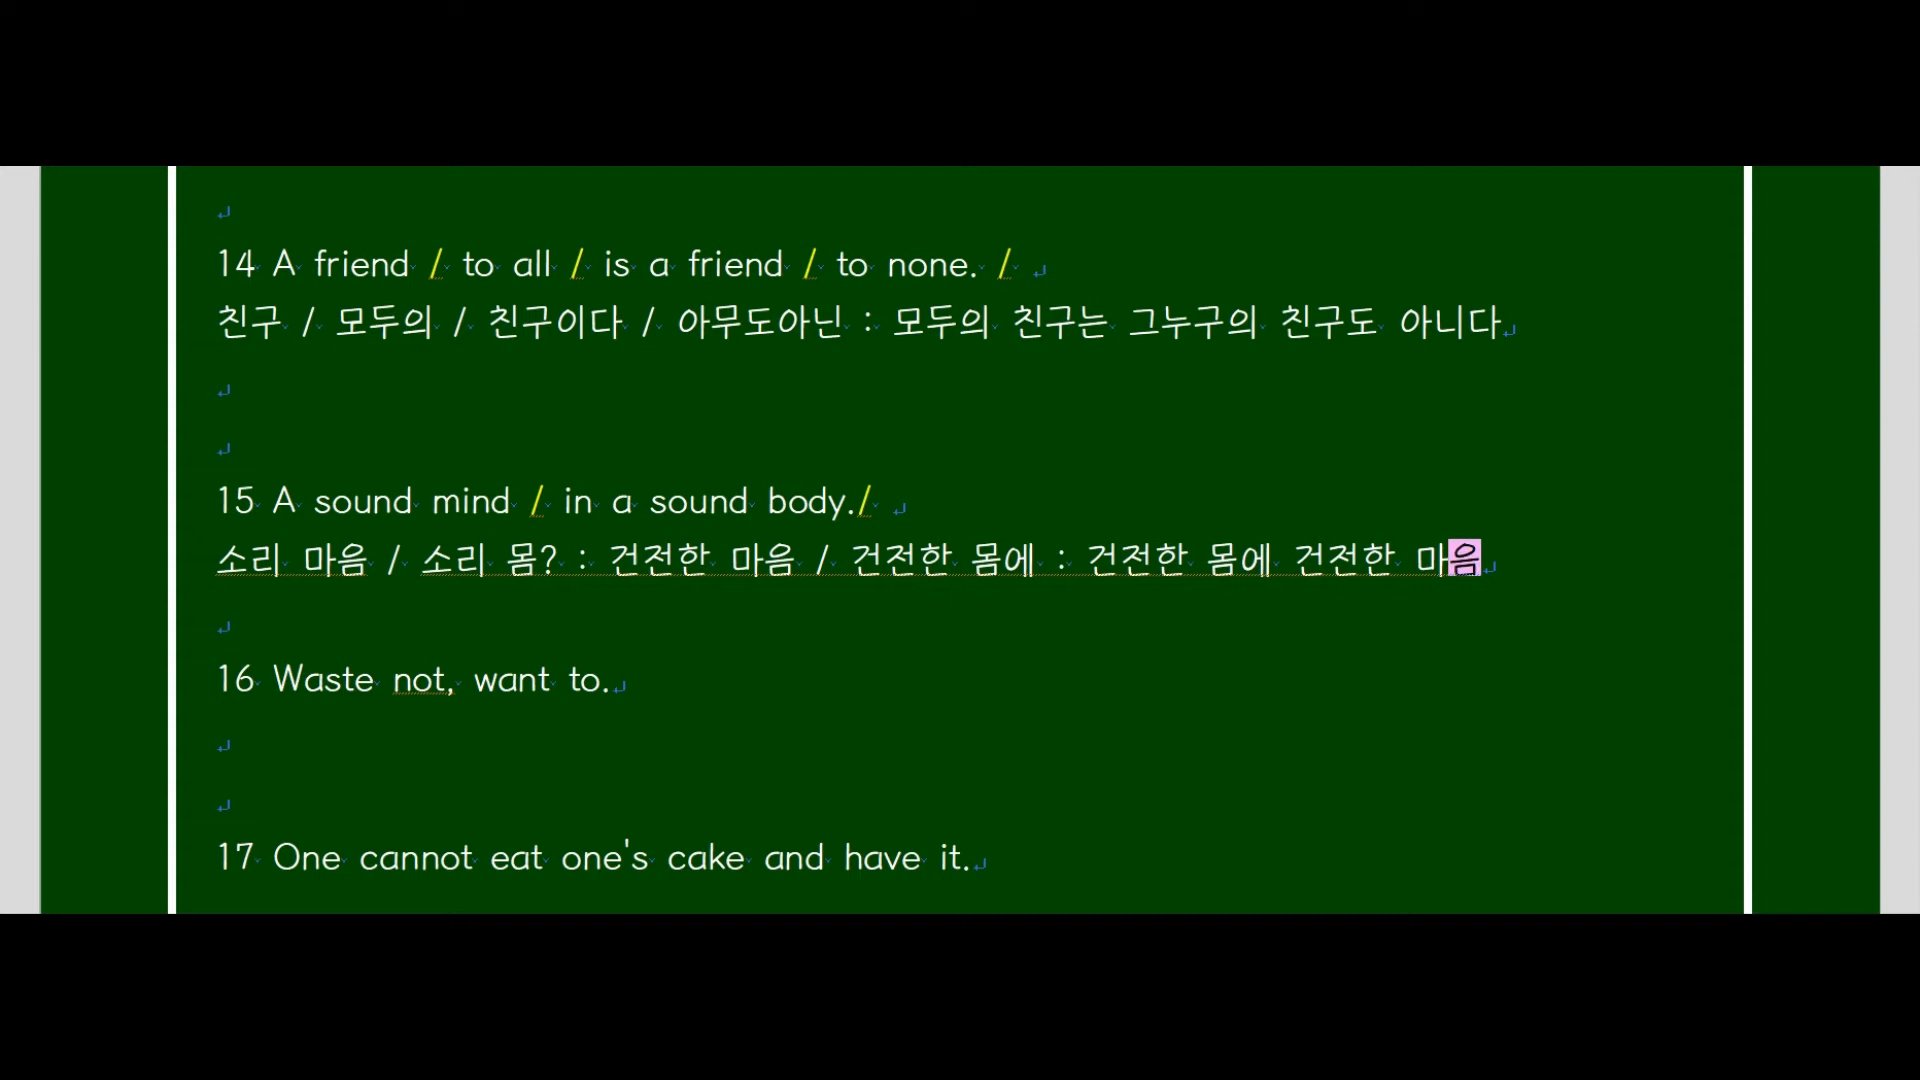 14 A friend / to all / is a friend / to none. /
친구 / 모두의 / 친구이다 / 아무도아닌 : 모두의 친구는 그누구의 친구도 아니다
15 A sound mind / in a sound body./
소리 마음 / 소리 몸? : 건전한 마음 / 건전한 몸에 : 건전한 몸에 건전한 마음
16 Waste not, want to.
17 One cannot eat one's cake and have it.